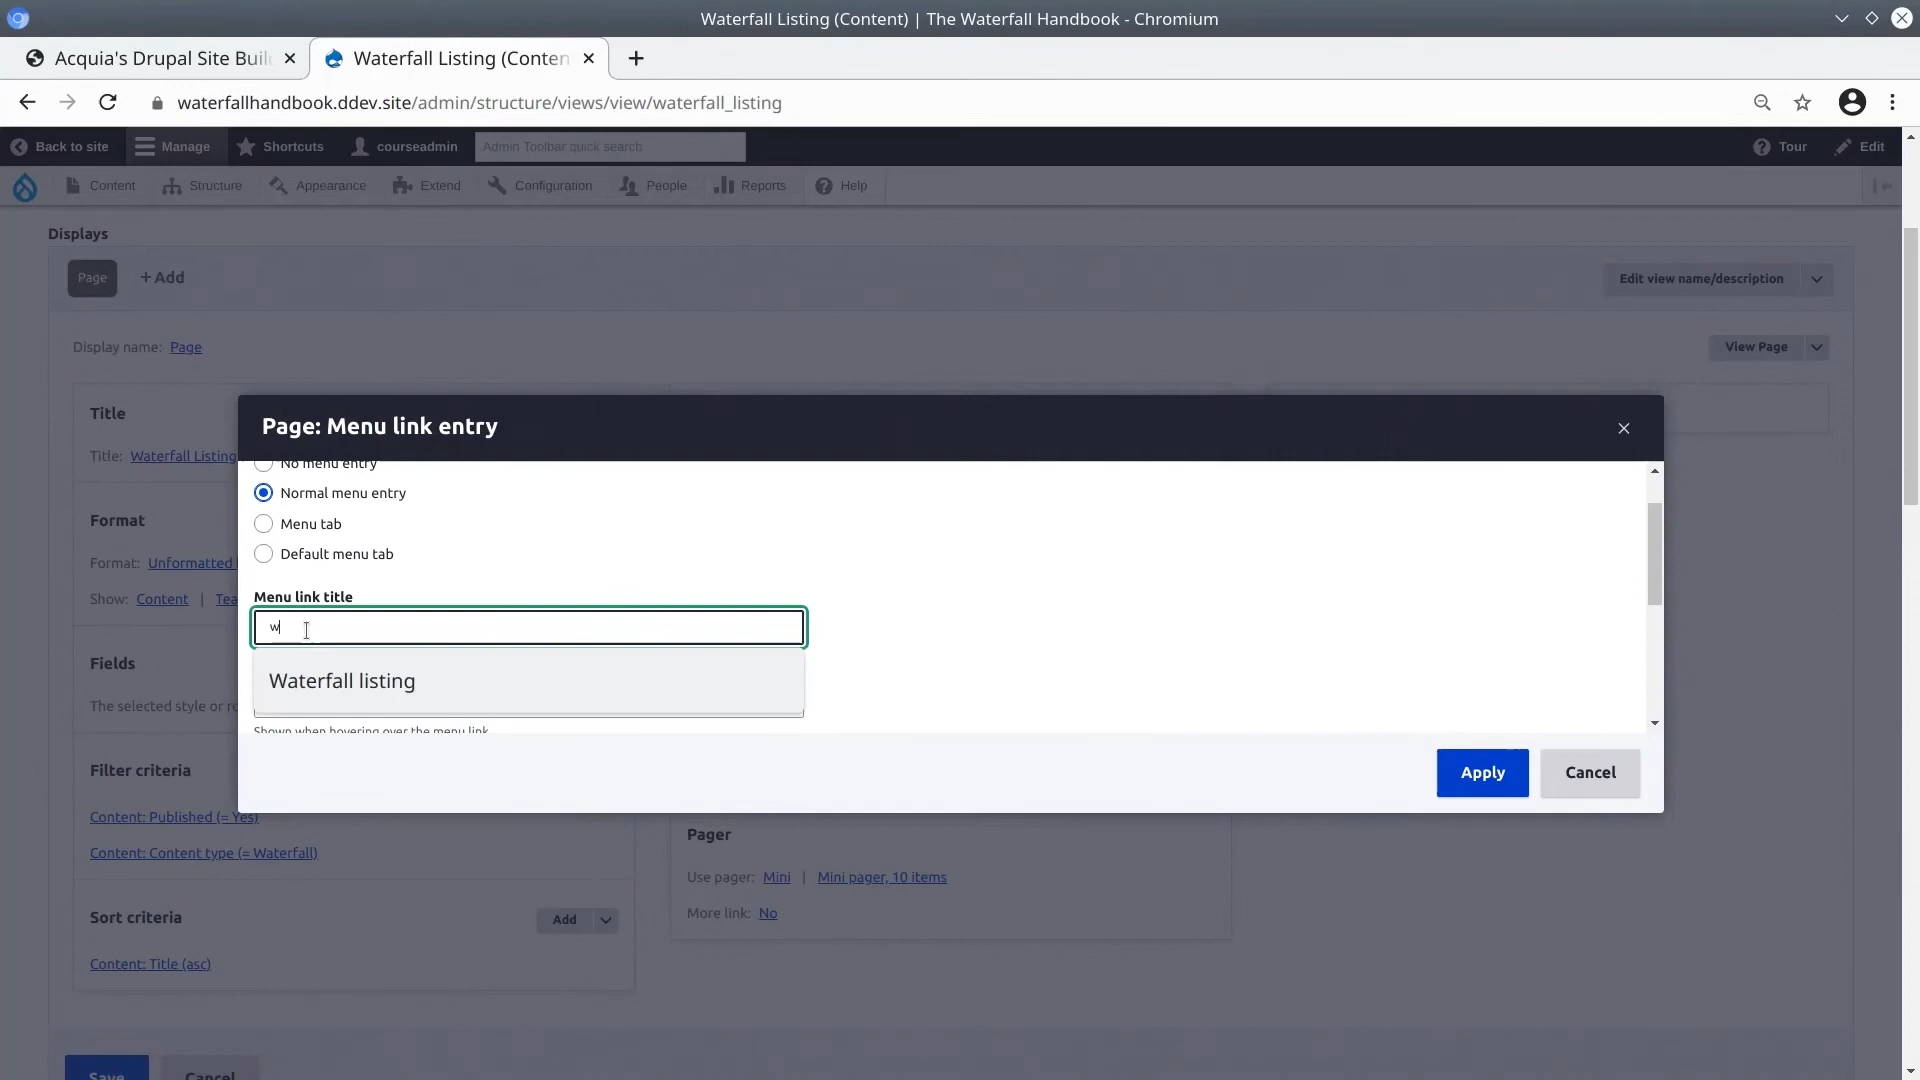 Waterfall Listing (Content) | The Waterfall Handbook - Chromium
Acquia's Drupal Site Buil
Waterfall Listing (Conten
waterfallhandbook.ddev.site/admin/structure/views/view/waterfall_listing
Back to site
Manage
Shortcuts
courseadmin
Admin Toolbar quick search
Tour
Edit
Content
Structure
Appearance
Extend
Configuration
People
Reports
Help
Displays
Page
+ Add
Edit view name/description
Display name: Page
View Page
Title
Title: Waterfall Listing
Format
Format: Unformatted
Show: Content | Tea
Fields
The selected style or ro
Page: Menu link entry
No menu entry
Normal menu entry
Menu tab
Default menu tab
Menu link title
w
Waterfall listing
Shown when hovering over the menu link.
Apply
Cancel
Filter criteria
Content: Published (= Yes)
Content: Content type (= Waterfall)
Sort criteria
Add
Content: Title (asc)
Pager
Use pager: Mini | Mini pager, 10 items
More link: No
Save
Cancel